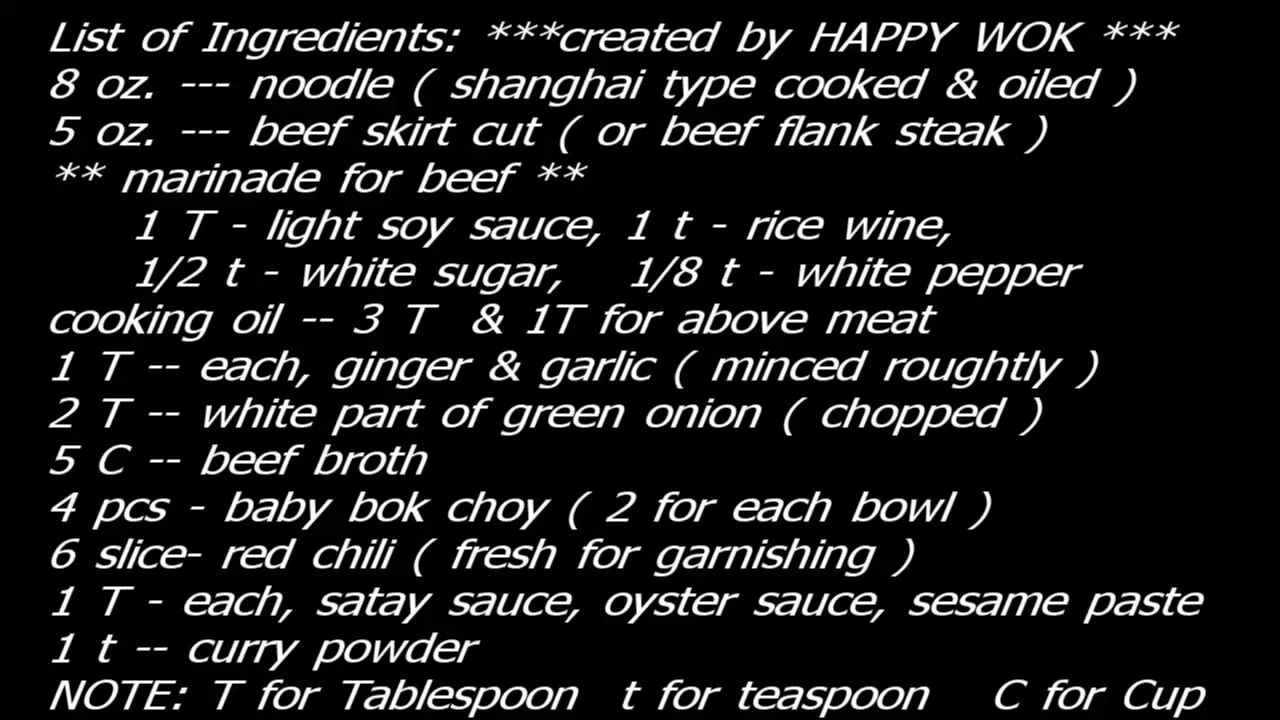 List of Ingredients: ***created by HAPPY WOK ***
8 oz. --- noodle ( shanghai type cooked & oiled )
5 oz. --- beef skirt cut ( or beef flank steak )
** marinade for beef **
1 T - light soy sauce, 1 t - rice wine,
1/2 t - white sugar, 1/8 t - white pepper
cooking oil -- 3 T & 1T for above meat
1 T -- each, ginger & garlic ( minced roughtly )
2 T -- white part of green onion ( chopped )
5 C -- beef broth
4 pcs - baby bok choy ( 2 for each bowl )
6 slice- red chili ( fresh for garnishing )
1 T - each, satay sauce, oyster sauce, sesame paste
1 t -- curry powder
NOTE: T for Tablespoon t for teaspoon C for Cup